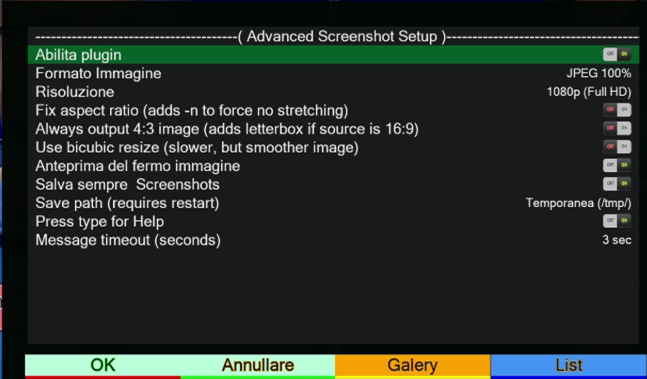 --------------------------------------( Advanced Screenshot Setup )------------------------------------
Abilita plugin OFF ON
Formato Immagine JPEG 100%
Risoluzione 1080p (Full HD)
Fix aspect ratio (adds -n to force no stretching) OFF ON
Always output 4:3 image (adds letterbox if source is 16:9) OFF ON
Use bicubic resize (slower, but smoother image) OFF ON
Anteprima del fermo immagine OFF ON
Salva sempre  Screenshots OFF ON
Save path (requires restart) Temporanea (/tmp/)
Press type for Help OFF ON
Message timeout (seconds) 3 sec
OK Annullare Galery List